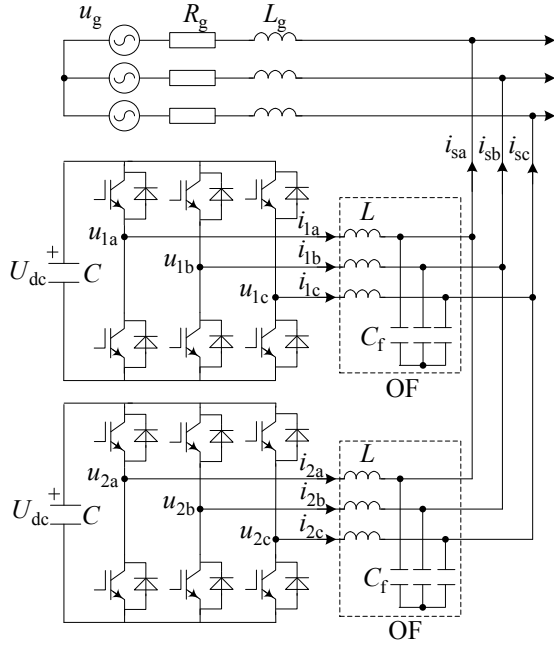 u_g
R_g
L_g
i_sa i_sb i_sc
u_1a
i_1a
L
u_1b
i_1b
U_dc + C
u_1c
i_1c
C_f
OF
u_2a
i_2a
L
u_2b
i_2b
U_dc + C
u_2c
i_2c
C_f
OF